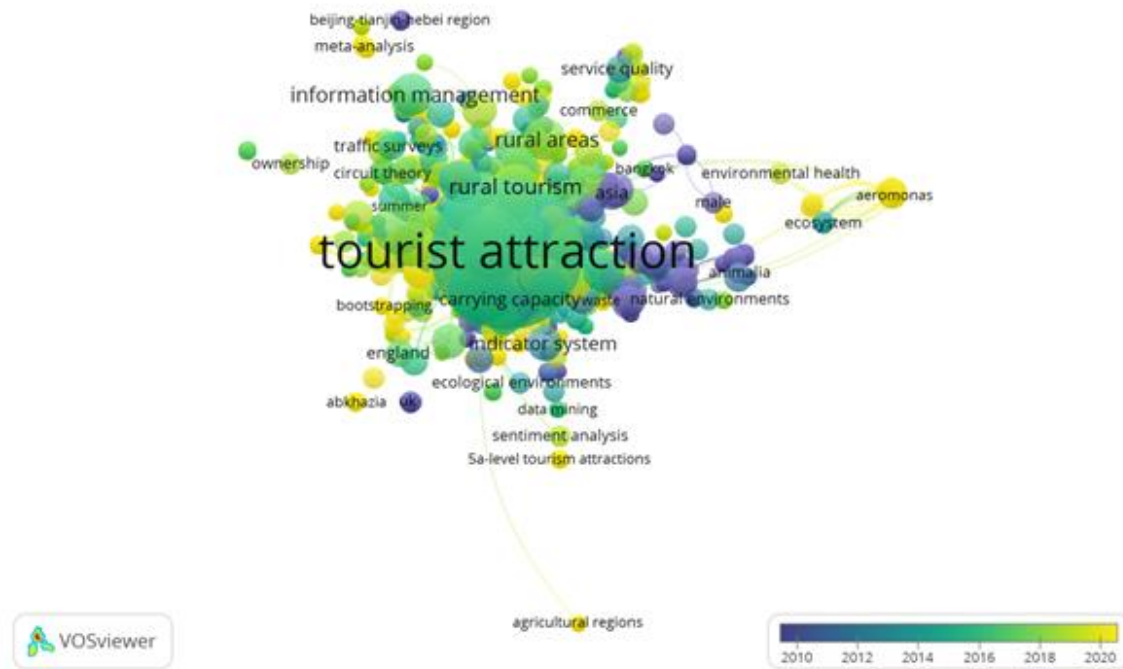 beijing-tianjin-hebei region
meta-analysis
service quality
information management
commerce
rural areas
traffic surveys
ownership
circuit theory
bangkok
environmental health
rural tourism
asia
aeromonas
summer
male
ecosystem
tourist attraction
animalia
bootstrapping
carrying capacity
waste
natural environments
england
indicator system
ecological environments
abkhazia
uk
data mining
sentiment analysis
5a-level tourism attractions
agricultural regions
VOSviewer
2010 2012 2014 2016 2018 2020